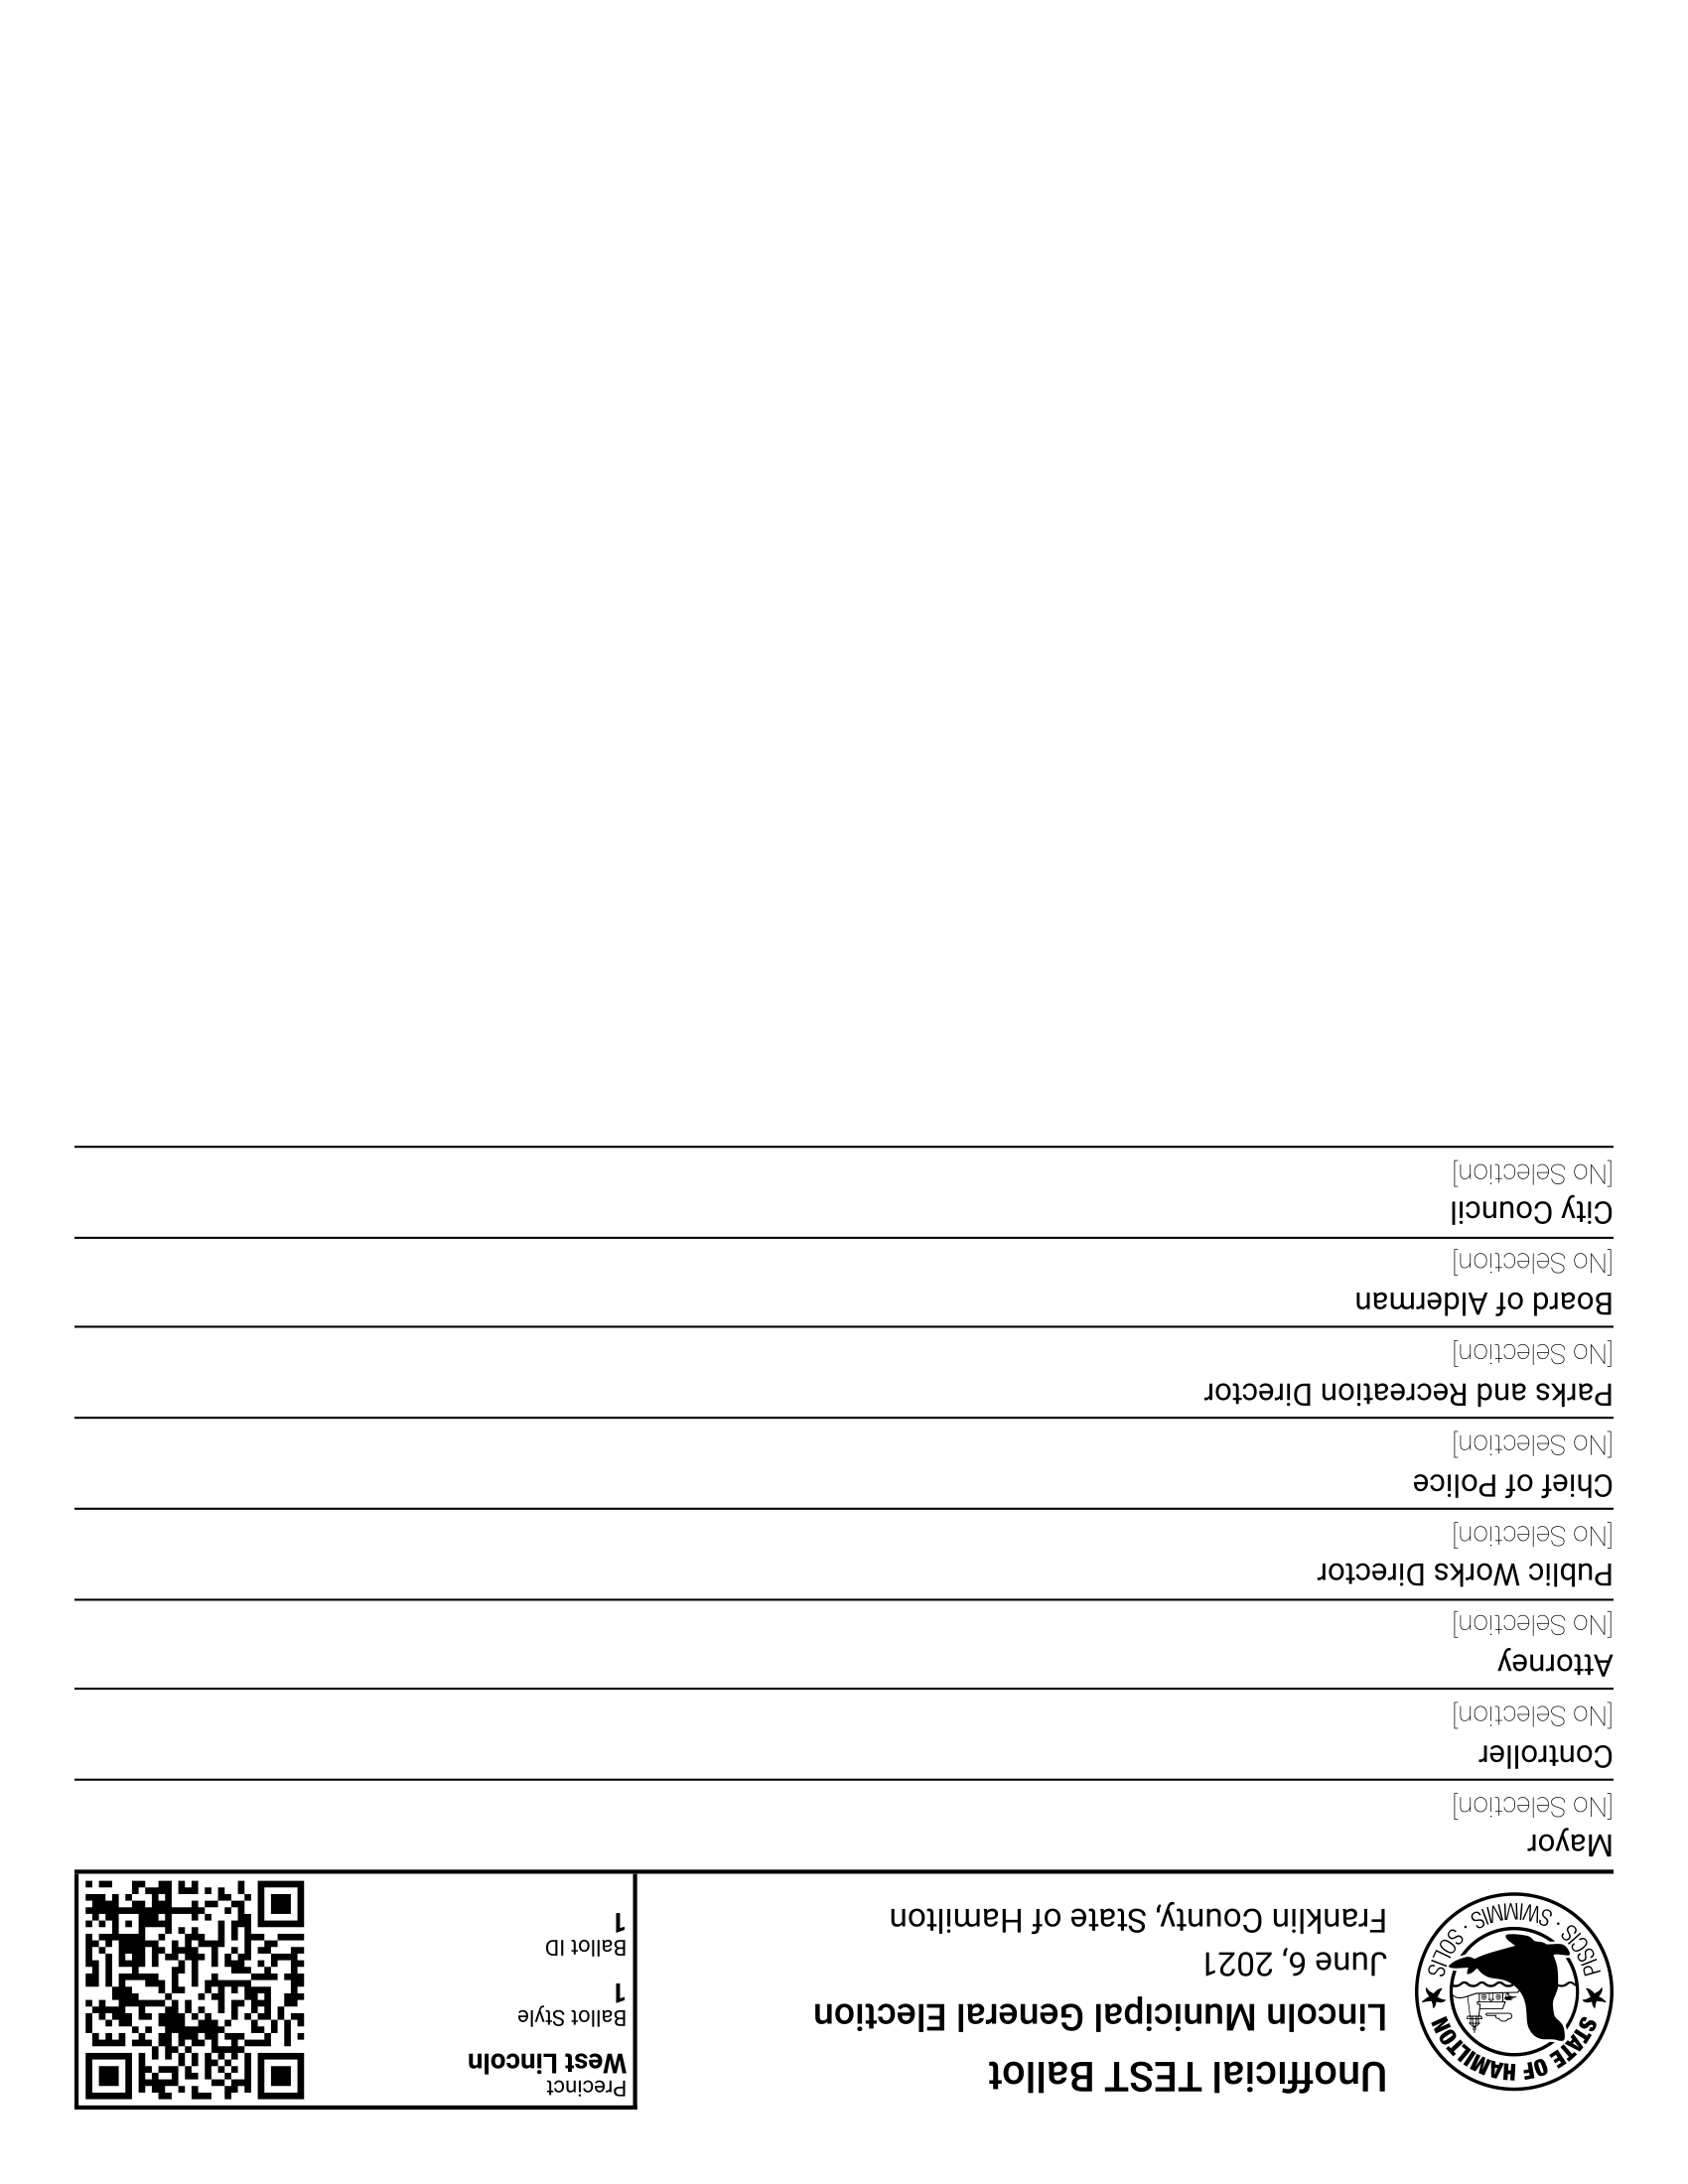 STATE OF HAMILTON
PISCIS · SWIMMIS · SOLIS
Unofficial TEST Ballot
Lincoln Municipal General Election
June 6, 2021
Franklin County, State of Hamilton
Precinct
West Lincoln
Ballot Style
1
Ballot ID
1
Mayor
[No Selection]
Controller
[No Selection]
Attorney
[No Selection]
Public Works Director
[No Selection]
Chief of Police
[No Selection]
Parks and Recreation Director
[No Selection]
Board of Alderman
[No Selection]
City Council
[No Selection]